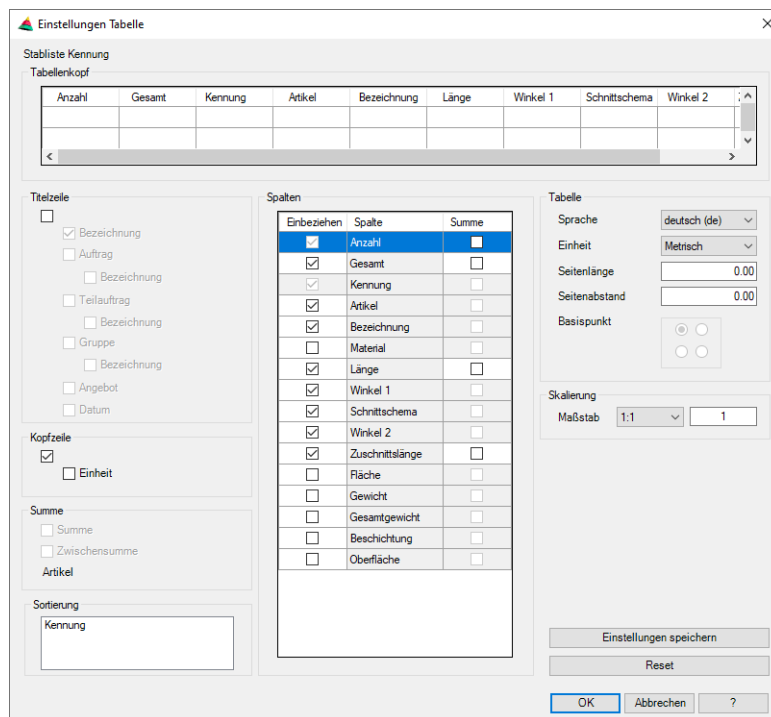 Einstellungen Tabelle
Stabliste Kennung
Tabellenkopf
Anzahl Gesamt Kennung Artikel Bezeichnung Länge Winkel 1 Schnittschema Winkel 2
Titelzeile
Bezeichnung
Auftrag
Bezeichnung
Teilauftrag
Bezeichnung
Gruppe
Bezeichnung
Angebot
Datum
Kopfzeile
Einheit
Summe
Summe
Zwischensumme
Artikel
Sortierung
Kennung
Spalten
Einbeziehen Spalte Summe
Anzahl
Gesamt
Kennung
Artikel
Bezeichnung
Material
Länge
Winkel 1
Schnittschema
Winkel 2
Zuschnittslänge
Fläche
Gewicht
Gesamtgewicht
Beschichtung
Oberfläche
Tabelle
Sprache deutsch (de)
Einheit Metrisch
Seitenlänge 0.00
Seitenabstand 0.00
Basispunkt
Skalierung
Maßstab 1:1 1
Einstellungen speichern
Reset
OK Abbrechen ?